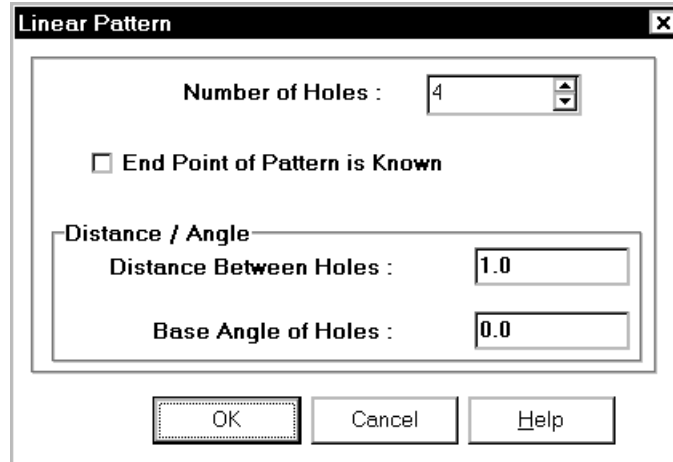 Linear Pattern
Number of Holes : 4
End Point of Pattern is Known
Distance / Angle
Distance Between Holes : 1.0
Base Angle of Holes : 0.0
OK Cancel Help